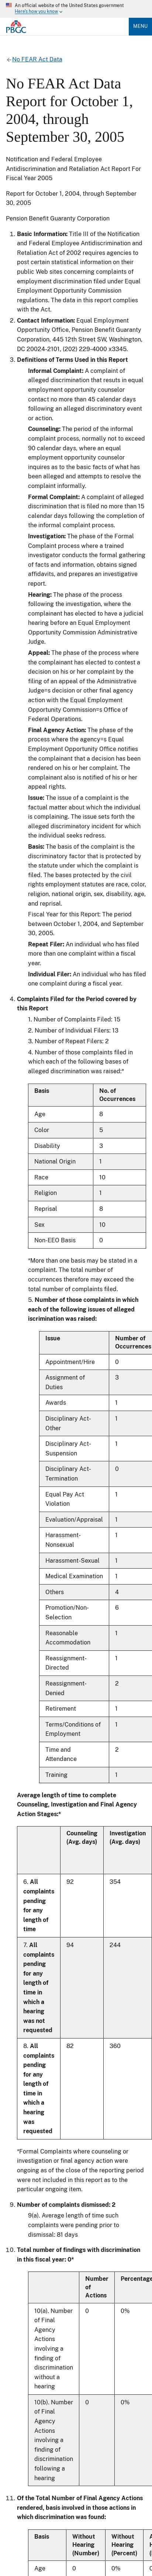 An official website of the United States government
Here's how you know
PBGC
MENU
No FEAR Act Data
No FEAR Act Data
Report for October 1,
2004, through
September 30, 2005
Notification and Federal Employee
Antidiscrimination and Retaliation Act Report For
Fiscal Year 2005
Report for October 1, 2004, through September
30, 2005
Pension Benefit Guaranty Corporation
1. Basic Information: Title III of the Notification
and Federal Employee Antidiscrimination and
Retaliation Act of 2002 requires agencies to
post certain statistical information on their
public Web sites concerning complaints of
employment discrimination filed under Equal
Employment Opportunity Commission
regulations. The data in this report complies
with the Act.
2. Contact Information: Equal Employment
Opportunity Office, Pension Benefit Guaranty
Corporation, 445 12th Street SW, Washington,
DC 20024-2101, (202) 229-4000 x3345.
3. Definitions of Terms Used in this Report
Informal Complaint: A complaint of
alleged discrimination that results in equal
employment opportunity counselor
contact no more than 45 calendar days
following an alleged discriminatory event
or action.
Counseling: The period of the informal
complaint process, normally not to exceed
90 calendar days, where an equal
employment opportunity counselor
inquires as to the basic facts of what has
been alleged and attempts to resolve the
complaint informally.
Formal Complaint: A complaint of alleged
discrimination that is filed no more than 15
calendar days following the completion of
the informal complaint process.
Investigation: The phase of the Formal
Complaint process where a trained
investigator conducts the formal gathering
of facts and information, obtains signed
affidavits, and prepares an investigative
report.
Hearing: The phase of the process
following the investigation, where the
complainant has elected to have a judicial
hearing before an Equal Employment
Opportunity Commission Administrative
Judge.
Appeal: The phase of the process where
the complainant has elected to contest a
decision on his or her complaint by the
filing of an appeal of the Administrative
Judge=s decision or other final agency
action with the Equal Employment
Opportunity Commission=s Office of
Federal Operations.
Final Agency Action: The phase of the
process where the agency=s Equal
Employment Opportunity Office verifies
that the complainant that a decision has been
rendered on his or her complaint. The
complainant also is notified of his or her
appeal rights.
Issue: The issue of a complaint is the
factual matter about which the individual
is complaining. The issue sets forth the
alleged discriminatory incident for which
the individual seeks redress.
Basis: The basis of the complaint is the
discriminatory factor that is protected by
the statute under which the complaint is
filed. The bases protected by the civil
rights employment statutes are race, color,
religion, national origin, sex, disability, age,
and reprisal.
Fiscal Year for this Report: The period
between October 1, 2004, and September
30, 2005.
Repeat Filer: An individual who has filed
more than one complaint within a fiscal
year.
Individual Filer: An individual who has filed
one complaint during a fiscal year.
4. Complaints Filed for the Period covered by
this Report
1. Number of Complaints Filed: 15
2. Number of Individual Filers: 13
3. Number of Repeat Filers: 2
4. Number of those complaints filed in
which each of the following bases of
alleged discrimination was raised:*
Basis No. of
Occurrences
Age 8
Color 5
Disability 3
National Origin 1
Race 10
Religion 1
Reprisal 8
Sex 10
Non-EEO Basis 0
*More than one basis may be stated in a
complaint. The total number of
occurrences therefore may exceed the
total number of complaints filed.
5. Number of those complaints in which
each of the following issues of alleged
iscrimination was raised:
Issue Number of
Occurrences
Appointment/Hire 0
Assignment of 3
Duties
Awards 1
Disciplinary Act- 1
Other
Disciplinary Act- 1
Suspension
Disciplinary Act- 0
Termination
Equal Pay Act 1
Violation
Evaluation/Appraisal 1
Harassment- 1
Nonsexual
Harassment-Sexual 1
Medical Examination 1
Others 4
Promotion/Non- 6
Selection
Reasonable 1
Accommodation
Reassignment- 1
Directed
Reassignment- 2
Denied
Retirement 1
Terms/Conditions of 1
Employment
Time and 2
Attendance
Training 1
Average length of time to complete
Counseling, Investigation and Final Agency
Action Stages:*
Counseling Investigation
(Avg. days) (Avg. days)
6. All 92 354
complaints
pending
for any
length of
time
7. All 94 244
complaints
pending
for any
length of
time in
which a
hearing
was not
requested
8. All 82 360
complaints
pending
for any
length of
time in
which a
hearing
was
requested
*Formal Complaints where counseling or
investigation or final agency action were
ongoing as of the close of the reporting period
were not included in this report as to the
particular ongoing item.
9. Number of complaints dismissed: 2
9(a). Average length of time such
complaints were pending prior to
dismissal: 81 days
10. Total number of findings with discrimination
in this fiscal year: 0*
Number Percentage
of
Actions
10(a). Number 0 0%
of Final
Agency
Actions
involving a
finding of
discrimination
without a
hearing
10(b). Number 0 0%
of Final
Agency
Actions
involving a
finding of
discrimination
following a
hearing
11. Of the Total Number of Final Agency Actions
rendered, basis involved in those actions in
which discrimination was found:
Basis Without Without
Hearing Hearing
(Number) (Percent)
Age 0 0%